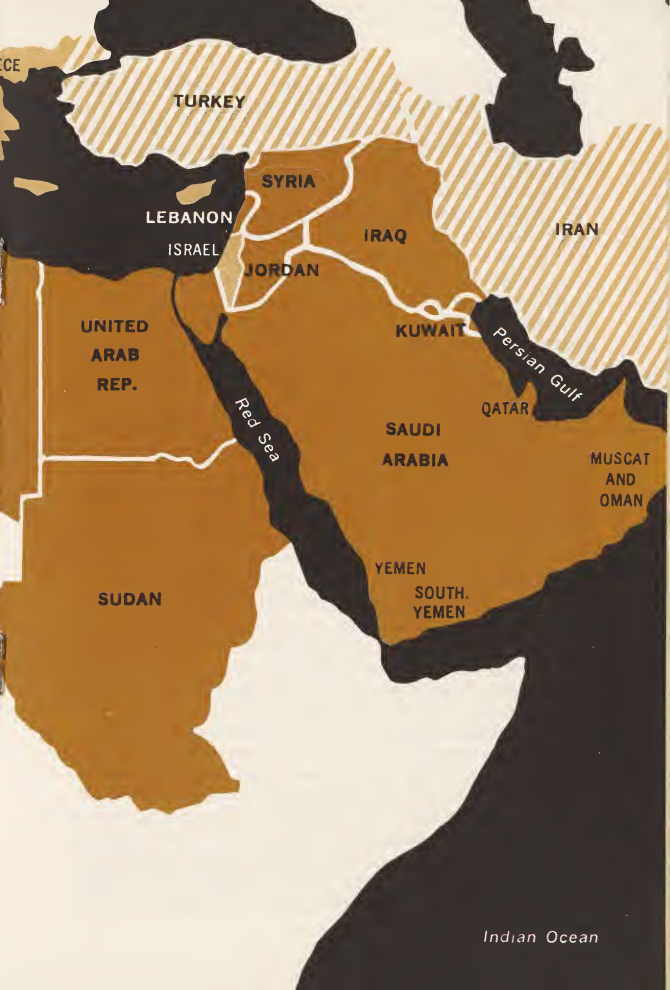 ECE
TURKEY
SYRIA
LEBANON
ISRAEL
IRAQ
IRAN
JORDAN
UNITED
ARAB
REP.
KUWAIT
Persian Gulf
Red Sea
QATAR
SAUDI
ARABIA
MUSCAT
AND
OMAN
YEMEN
SOUTH.
YEMEN
SUDAN
Indian Ocean